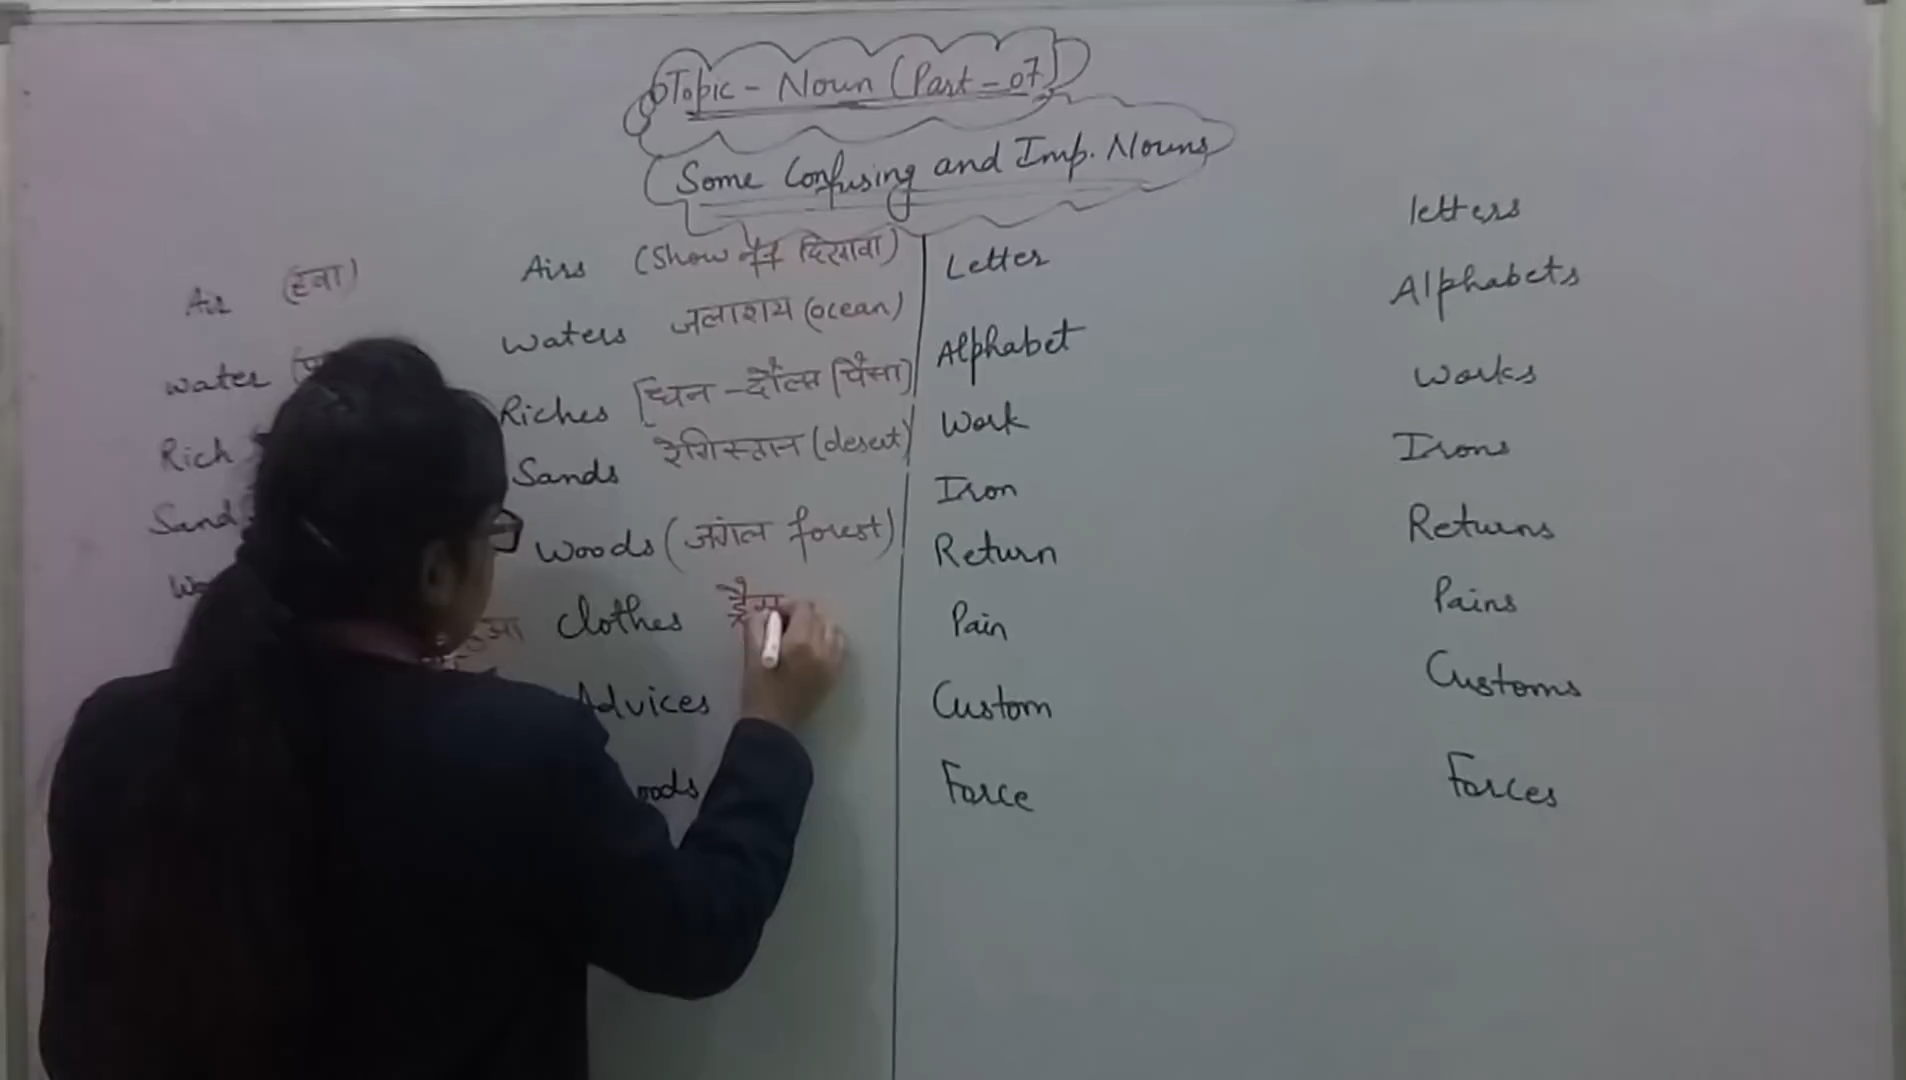 Topic - Noun (Part - 07)
Some Confusing and Imp. Nouns
Air (हवा)
Airs (Show दिखावा)
water
waters जलाशय (ocean)
Rich
Riches [धन - दौलत पैसा)
Sand
Sands रेगिस्तान (desert)
Woods (जंगल forest)
Clothes
Advices
Letter
letters
Alphabet
Alphabets
Work
Works
Iron
Irons
Return
Returns
Pain
Pains
Custom
Customs
Force
Forces